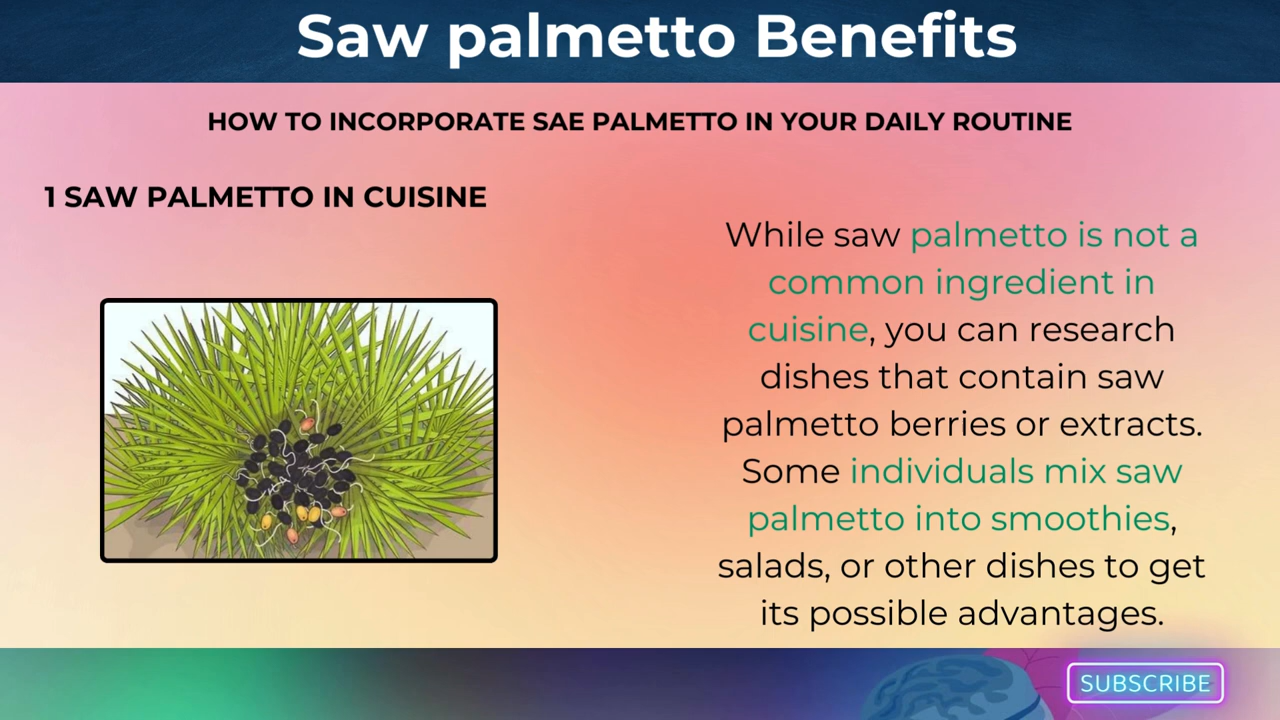 Saw palmetto Benefits
HOW TO INCORPORATE SAE PALMETTO IN YOUR DAILY ROUTINE
1 SAW PALMETTO IN CUISINE
While saw palmetto is not a
common ingredient in
cuisine, you can research
dishes that contain saw
palmetto berries or extracts.
Some individuals mix saw
palmetto into smoothies,
salads, or other dishes to get
its possible advantages.
SUBSCRIBE